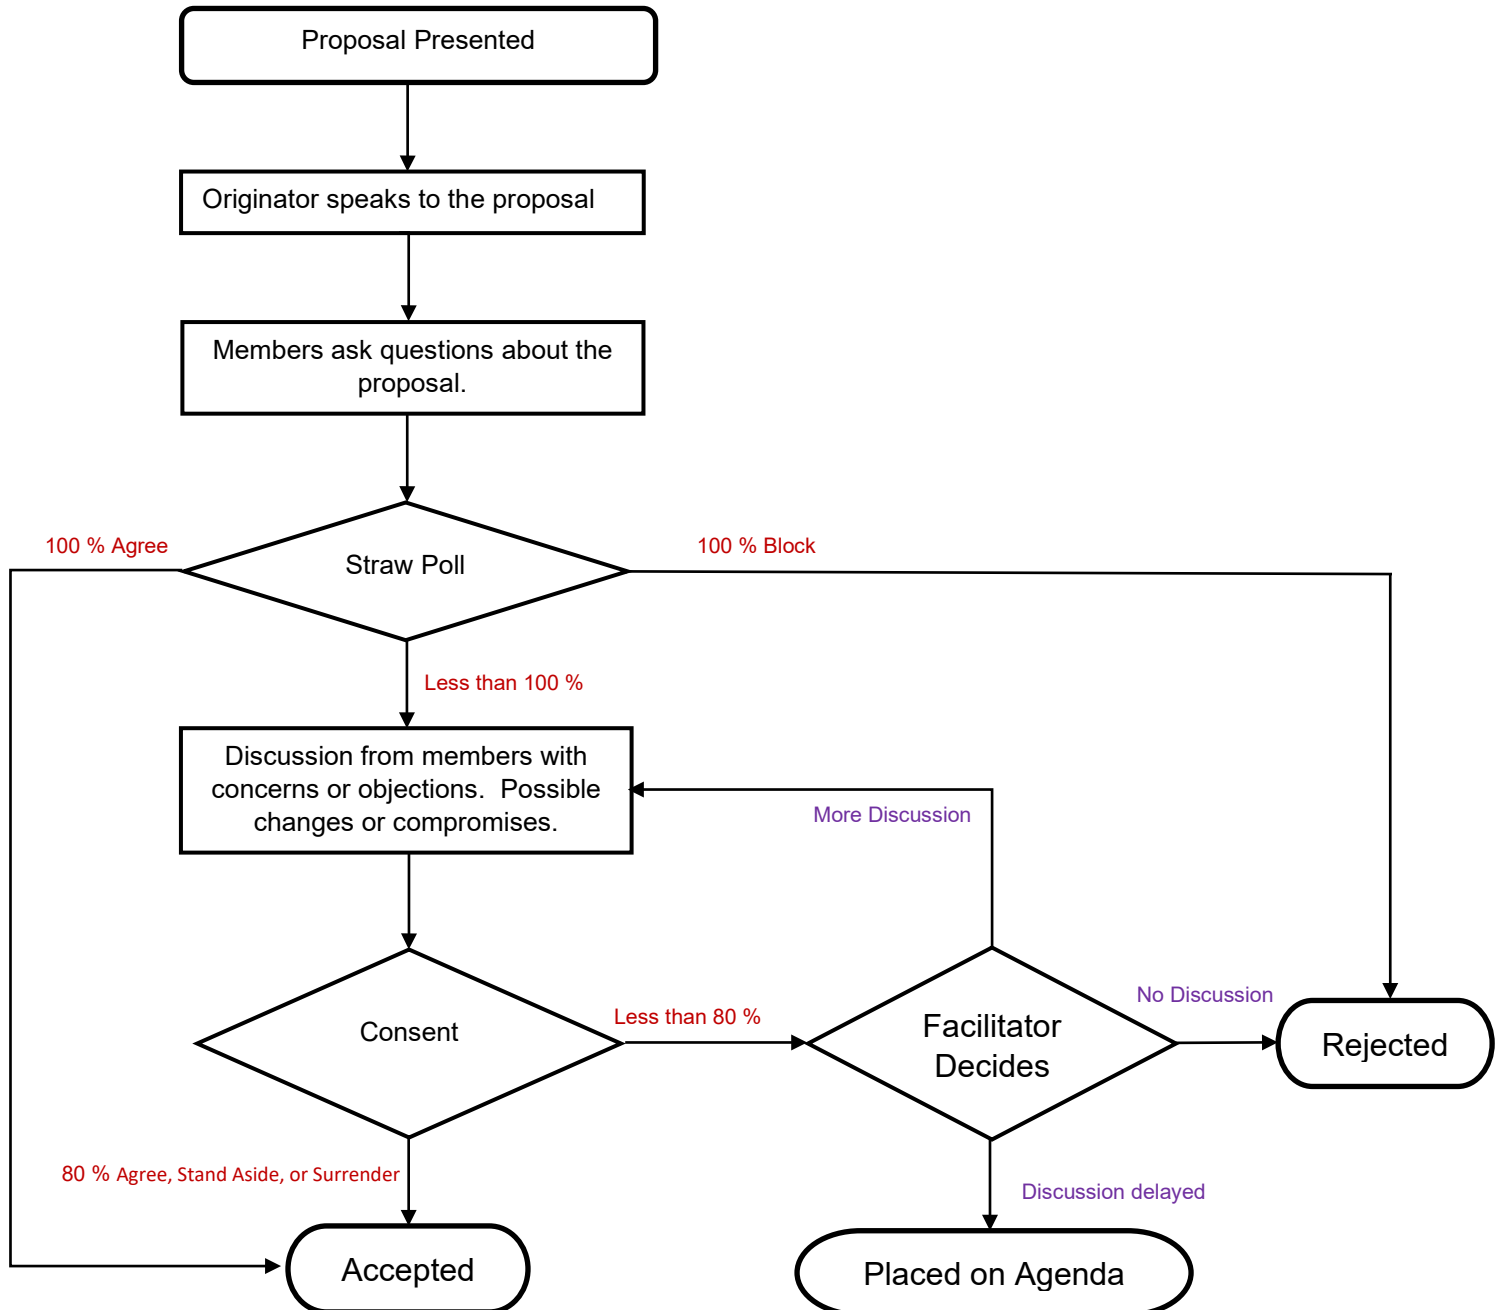 Proposal Presented
Originator speaks to the proposal
Members ask questions about the
proposal.
100 % Agree
Straw Poll
100 % Block
Less than 100 %
Discussion from members with
concerns or objections.  Possible
changes or compromises.
More Discussion
Consent
Less than 80 %
Facilitator
Decides
No Discussion
Rejected
80 % Agree, Stand Aside, or Surrender
Discussion delayed
Accepted
Placed on Agenda